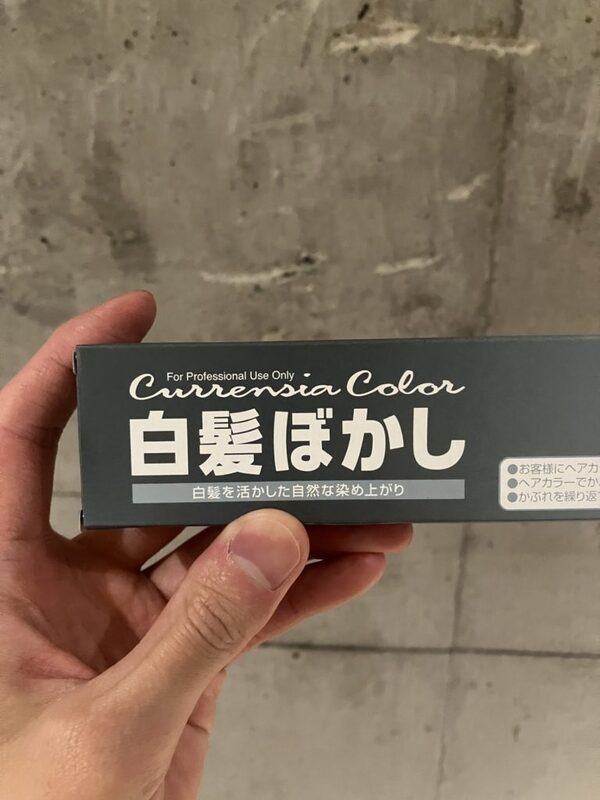 For Professional Use Only
Currensia Color
白髪ぼかし
白髪を活かした自然な染め上がり
●お客様にヘアカ
●ヘアカラーでか
●かぶれを繰り返